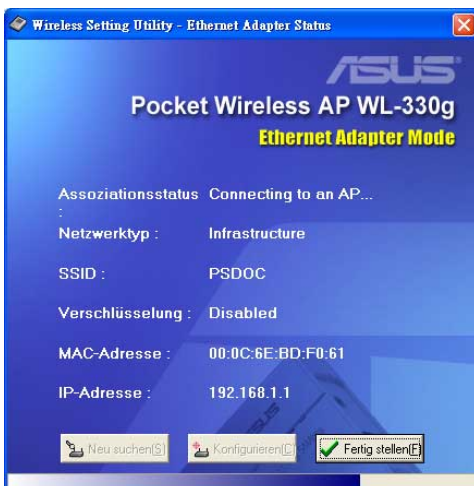 Wireless Setting Utility - Ethernet Adapter Status
ASUS
Pocket Wireless AP WL-330g
Ethernet Adapter Mode
Assoziationsstatus : Connecting to an AP...
Netzwerktyp : Infrastructure
SSID : PSDOC
Verschlüsselung : Disabled
MAC-Adresse : 00:0C:6E:BD:F0:61
IP-Adresse : 192.168.1.1
Neu suchen(S) Konfigurieren(C) Fertig stellen(F)